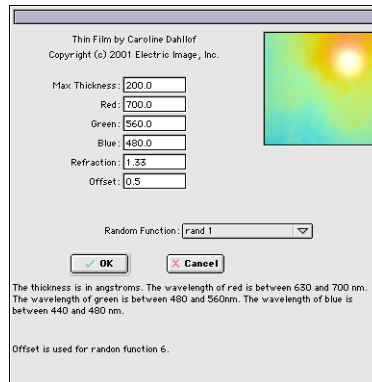 Thin Film by Caroline Dahllof
Copyright (c) 2001 Electric Image, Inc.
Max Thickness: 200.0
Red: 700.0
Green: 560.0
Blue: 480.0
Refraction: 1.33
Offset: 0.5
Random Function: rand 1
OK Cancel
The thickness is in angstroms. The wavelength of red is between 630 and 700 nm.
The wavelength of green is between 480 and 560nm. The wavelength of blue is
between 440 and 480 nm.
Offset is used for randon function 6.